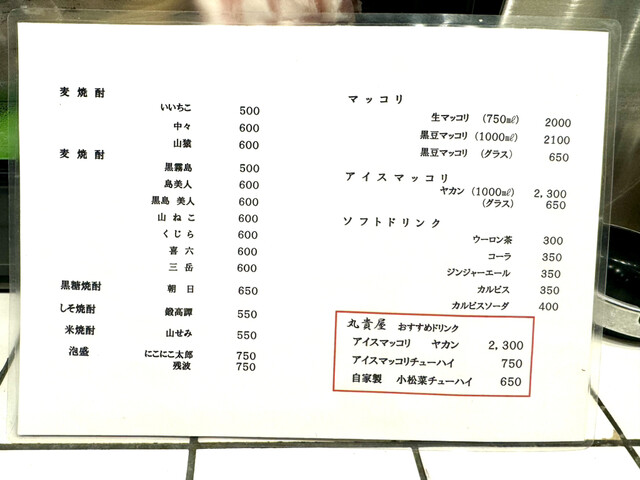 麦焼酎
いいちこ 500
中々 600
山猿 600
麦焼酎
黒霧島 500
島美人 600
黒島 美人 600
山ねこ 600
くじら 600
喜六 600
三岳 600
黒糖焼酎 朝日 650
しそ焼酎 鍛高譚 550
米焼酎 山せみ 550
泡盛 にこにこ太郎 750
残波 750
マッコリ
生マッコリ (750㎖) 2000
黒豆マッコリ (1000㎖) 2100
黒豆マッコリ (グラス) 650
アイスマッコリ
ヤカン (1000㎖) 2,300
(グラス) 650
ソフトドリンク
ウーロン茶 300
コーラ 350
ジンジャーエール 350
カルピス 350
カルピスソーダ 400
丸貴屋 おすすめドリンク
アイスマッコリ ヤカン 2,300
アイスマッコリチューハイ 750
自家製 小松菜チューハイ 650